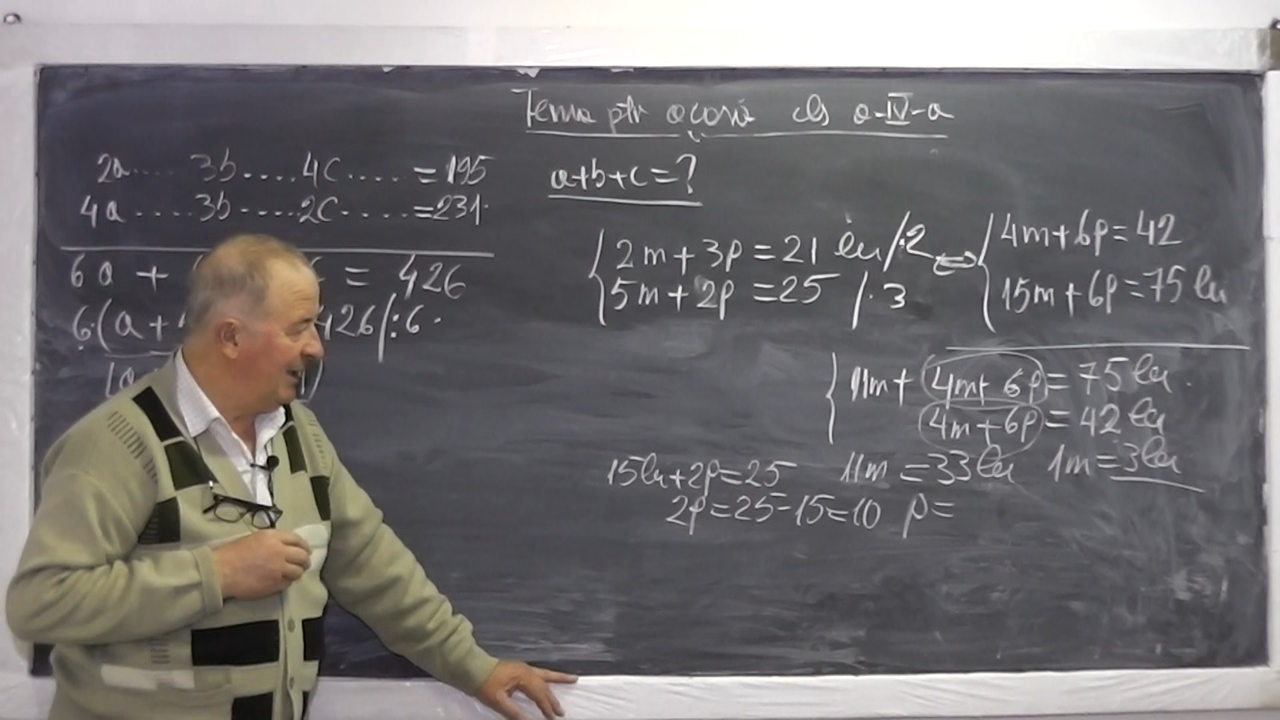 Tema ptr acasă cls a-IV-a
2a.... 3b....4c.... = 195
4a....3b....2c....=231.
6a + = 426
6.(a+ 426/:6.
a+b+c=?
2m+3p=21 lei/.2 <=> 4m+6p=42
5m+2p=25 /.3 15m+6p=75 lei
11m+ 4m+6p = 75 lei.
4m+6p = 42 lei
15lei+2p=25 11m = 33 lei 1m=3lei
2p=25-15=10 p=